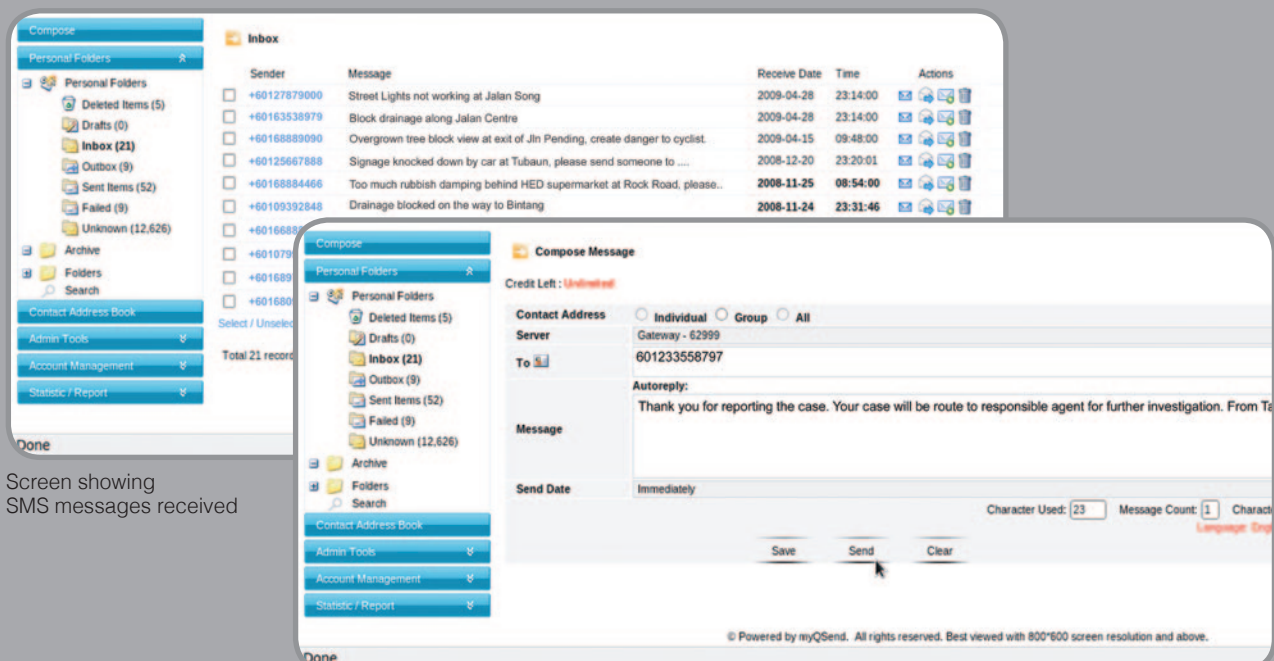 Compose
Personal Folders
Personal Folders
Deleted Items (5)
Drafts (0)
Inbox (21)
Outbox (9)
Sent Items (52)
Failed (9)
Unknown (12,626)
Archive
Folders
Search
Contact Address Book
Admin Tools
Account Management
Statistic / Report
Done
Inbox
Sender Message Receive Date Time Actions
+60127879000 Street Lights not working at Jalan Song 2009-04-28 23:14:00
+60163538979 Block drainage along Jalan Centre 2009-04-28 23:14:00
+60168889090 Overgrown tree block view at exit of Jln Pending, create danger to cyclist. 2009-04-15 09:48:00
+60125667888 Signage knocked down by car at Tubaun, please send someone to .... 2008-12-20 23:20:01
+60168884466 Too much rubbish damping behind HED supermarket at Rock Road, please.. 2008-11-25 08:54:00
+60109392848 Drainage blocked on the way to Bintang 2008-11-24 23:31:46
+601668
+60107
+60168
+60168
Select / Unselec
Total 21 record
Screen showing
SMS messages received
Compose
Personal Folders
Personal Folders
Deleted Items (5)
Drafts (0)
Inbox (21)
Outbox (9)
Sent Items (52)
Failed (9)
Unknown (12,626)
Archive
Folders
Search
Contact Address Book
Admin Tools
Account Management
Statistic / Report
Done
Compose Message
Credit Left : Unlimited
Contact Address Individual Group All
Server Gateway - 62999
To 601233558797
Autoreply:
Message Thank you for reporting the case. Your case will be route to responsible agent for further investigation. From Ta
Send Date Immediately
Character Used: 23 Message Count: 1 Charact
Language: Eng
Save Send Clear
© Powered by myQSend. All rights reserved. Best viewed with 800*600 screen resolution and above.